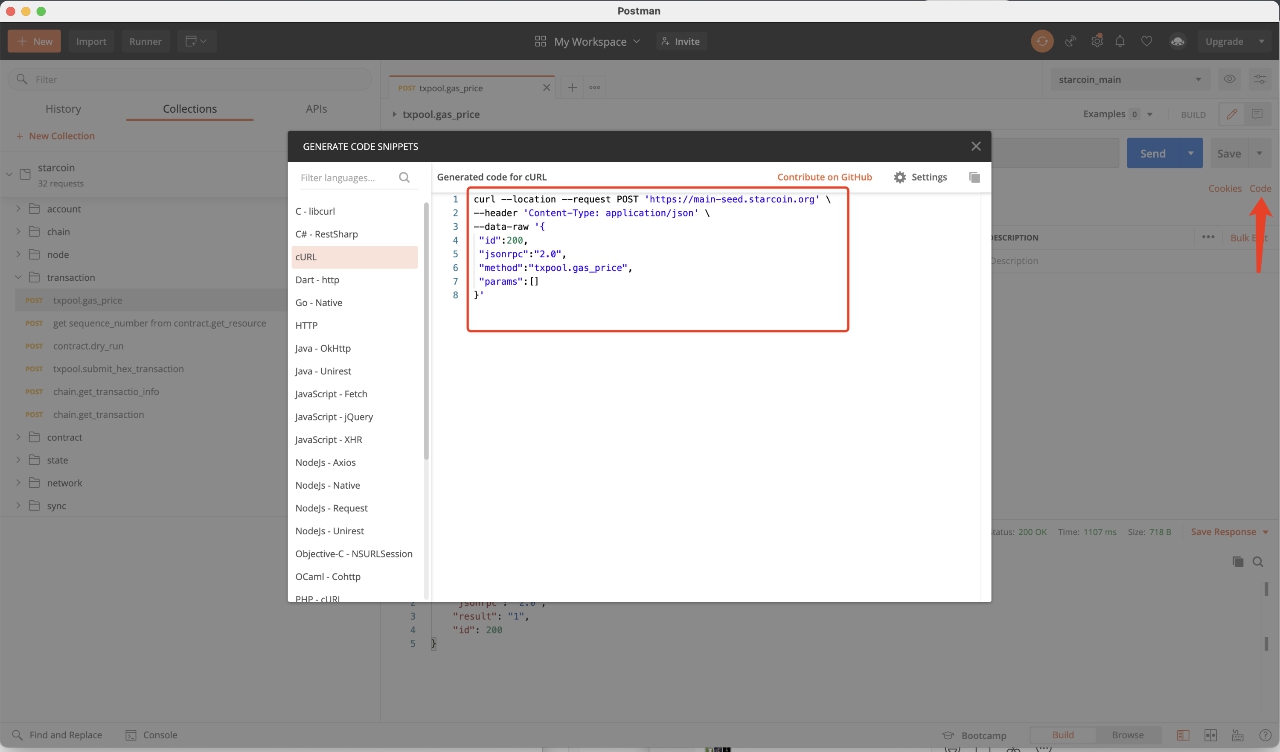 Postman
New
Import
Runner
My Workspace
Invite
Upgrade
Filter
History
Collections
APIs
+ New Collection
starcoin
32 requests
account
chain
node
transaction
POST txpool.gas_price
POST get sequence_number from contract.get_resource
POST contract.dry_run
POST txpool.submit_hex_transaction
POST chain.get_transactio_info
POST chain.get_transaction
contract
state
network
sync
POST txpool.gas_price
starcoin_main
txpool.gas_price
Examples 0
BUILD
Send
Save
Cookies Code
DESCRIPTION
Description
GENERATE CODE SNIPPETS
Filter languages...
C - libcurl
C# - RestSharp
cURL
Dart - http
Go - Native
HTTP
Java - OkHttp
Java - Unirest
JavaScript - Fetch
JavaScript - jQuery
JavaScript - XHR
NodeJs - Axios
NodeJs - Native
NodeJs - Request
NodeJs - Unirest
Objective-C - NSURLSession
OCaml - Cohttp
PHP - cURL
Generated code for cURL
Contribute on GitHub
Settings
1 curl --location --request POST 'https://main-seed.starcoin.org' \
2 --header 'Content-Type: application/json' \
3 --data-raw '{
4 "id":200,
5 "jsonrpc":"2.0",
6 "method":"txpool.gas_price",
7 "params":[]
8 }'
Status: 200 OK Time: 1107 ms Size: 718 B Save Response
2 "jsonrpc": "2.0",
3 "result": "1",
4 "id": 200
5 }
Find and Replace
Console
Bootcamp
Build
Browse